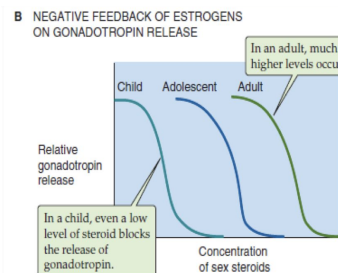 B NEGATIVE FEEDBACK OF ESTROGENS
ON GONADOTROPIN RELEASE
In an adult, much
higher levels occu
Child Adolescent Adult
Relative
gonadotropin
release
In a child, even a low
level of steroid blocks
the release of
gonadotropin.
Concentration
of sex steroids